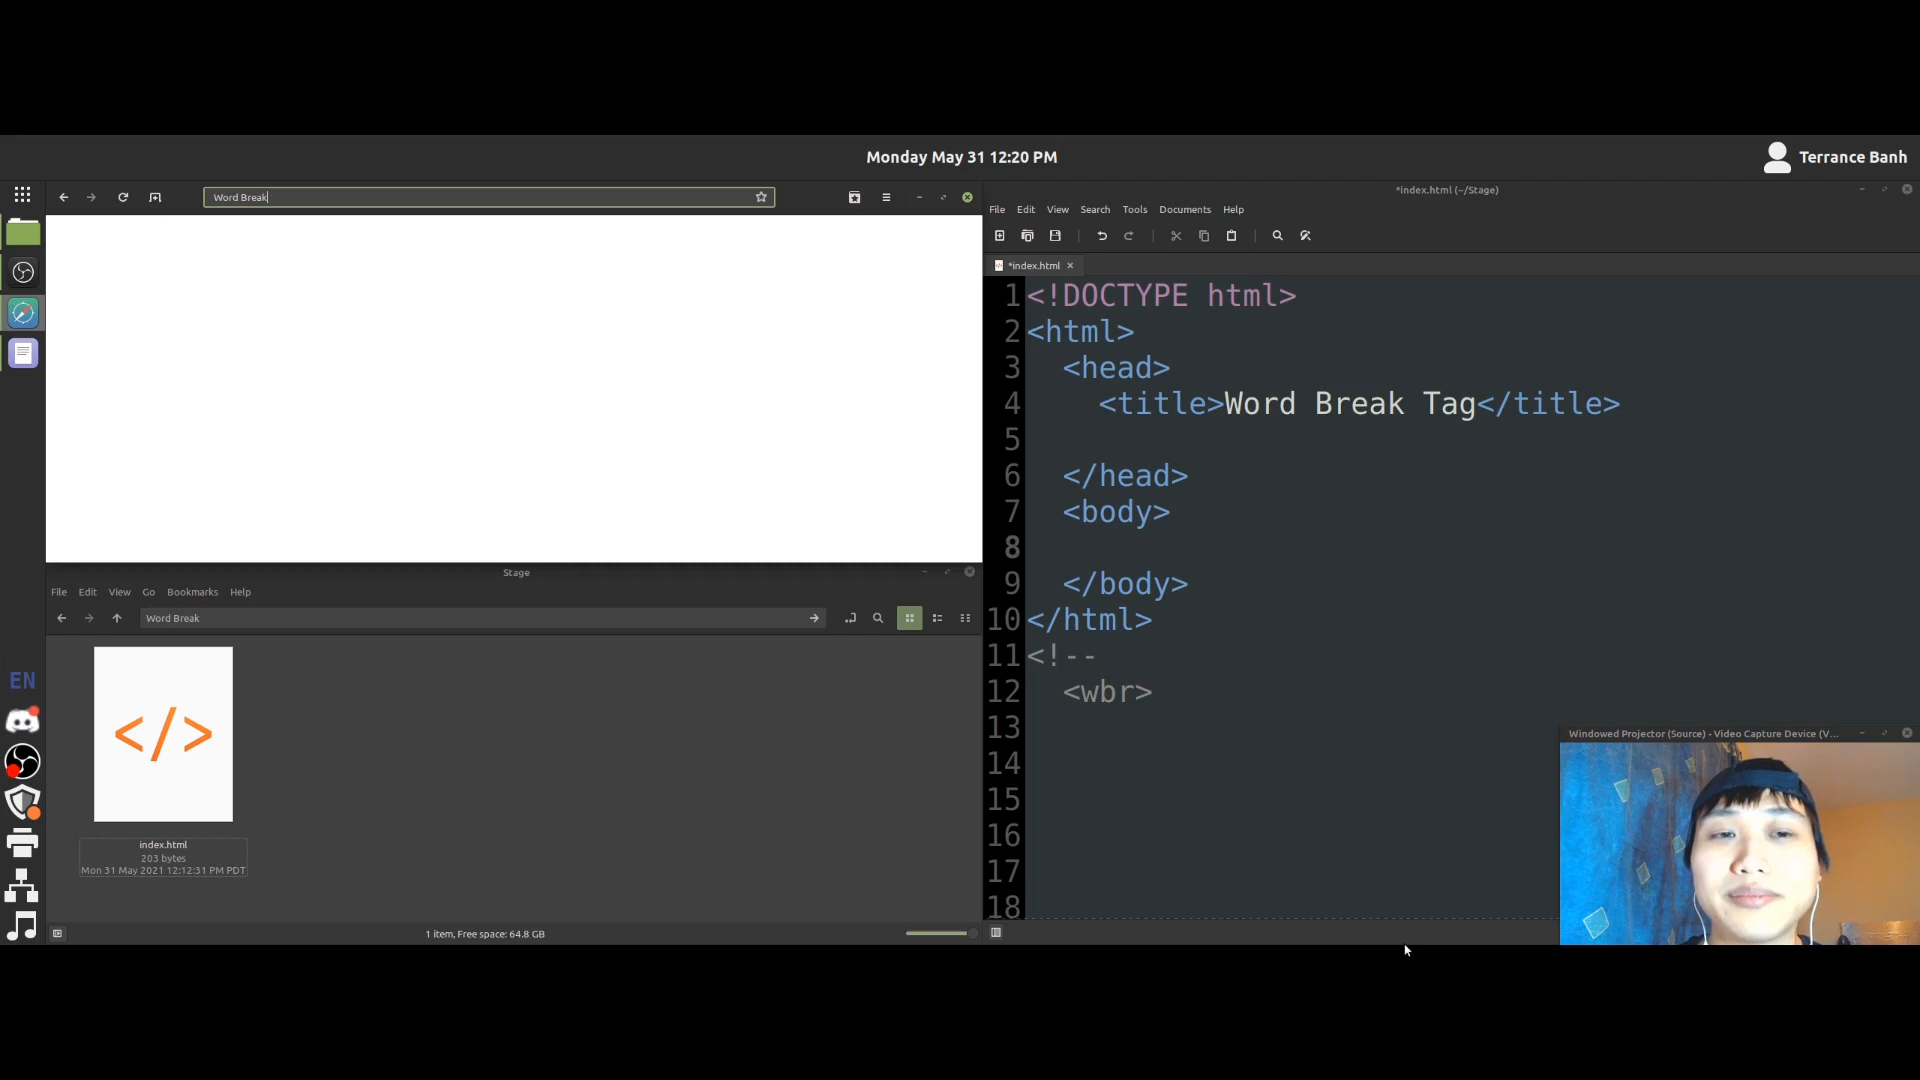 Monday May 31 12:20 PM
Terrance Banh
Word Break
*index.html (~/Stage)
File Edit View Search Tools Documents Help
*index.html
1 <!DOCTYPE html>
2 <html>
3 <head>
4 <title>Word Break Tag</title>
5
6 </head>
7 <body>
8
9 </body>
10 </html>
11 <!--
12 <wbr>
13
14
15
16
17
18
Stage
File Edit View Go Bookmarks Help
Word Break
</>
index.html
203 bytes
Mon 31 May 2021 12:12:31 PM PDT
1 item, Free space: 64.8 GB
EN
Windowed Projector (Source) - Video Capture Device (V...